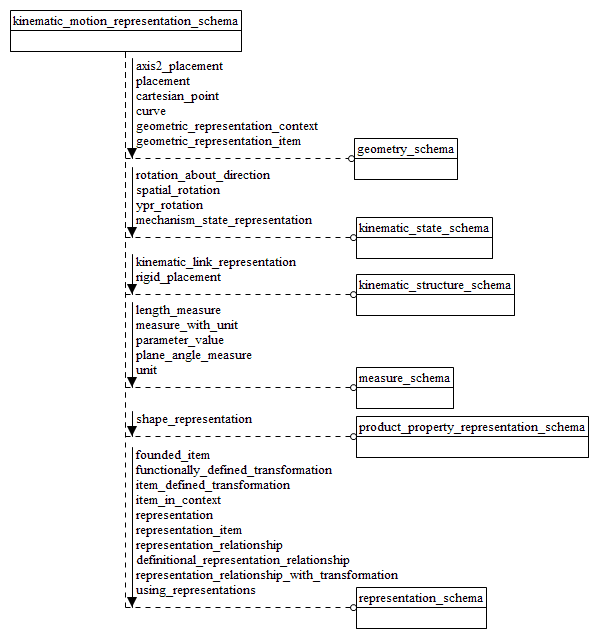 kinematic_motion_representation_schema
axis2_placement
placement
cartesian_point
curve
geometric_representation_context
geometric_representation_item
geometry_schema
rotation_about_direction
spatial_rotation
ypr_rotation
mechanism_state_representation
kinematic_state_schema
kinematic_link_representation
rigid_placement
kinematic_structure_schema
length_measure
measure_with_unit
parameter_value
plane_angle_measure
unit
measure_schema
shape_representation
product_property_representation_schema
founded_item
functionally_defined_transformation
item_defined_transformation
item_in_context
representation
representation_item
representation_relationship
definitional_representation_relationship
representation_relationship_with_transformation
using_representations
representation_schema